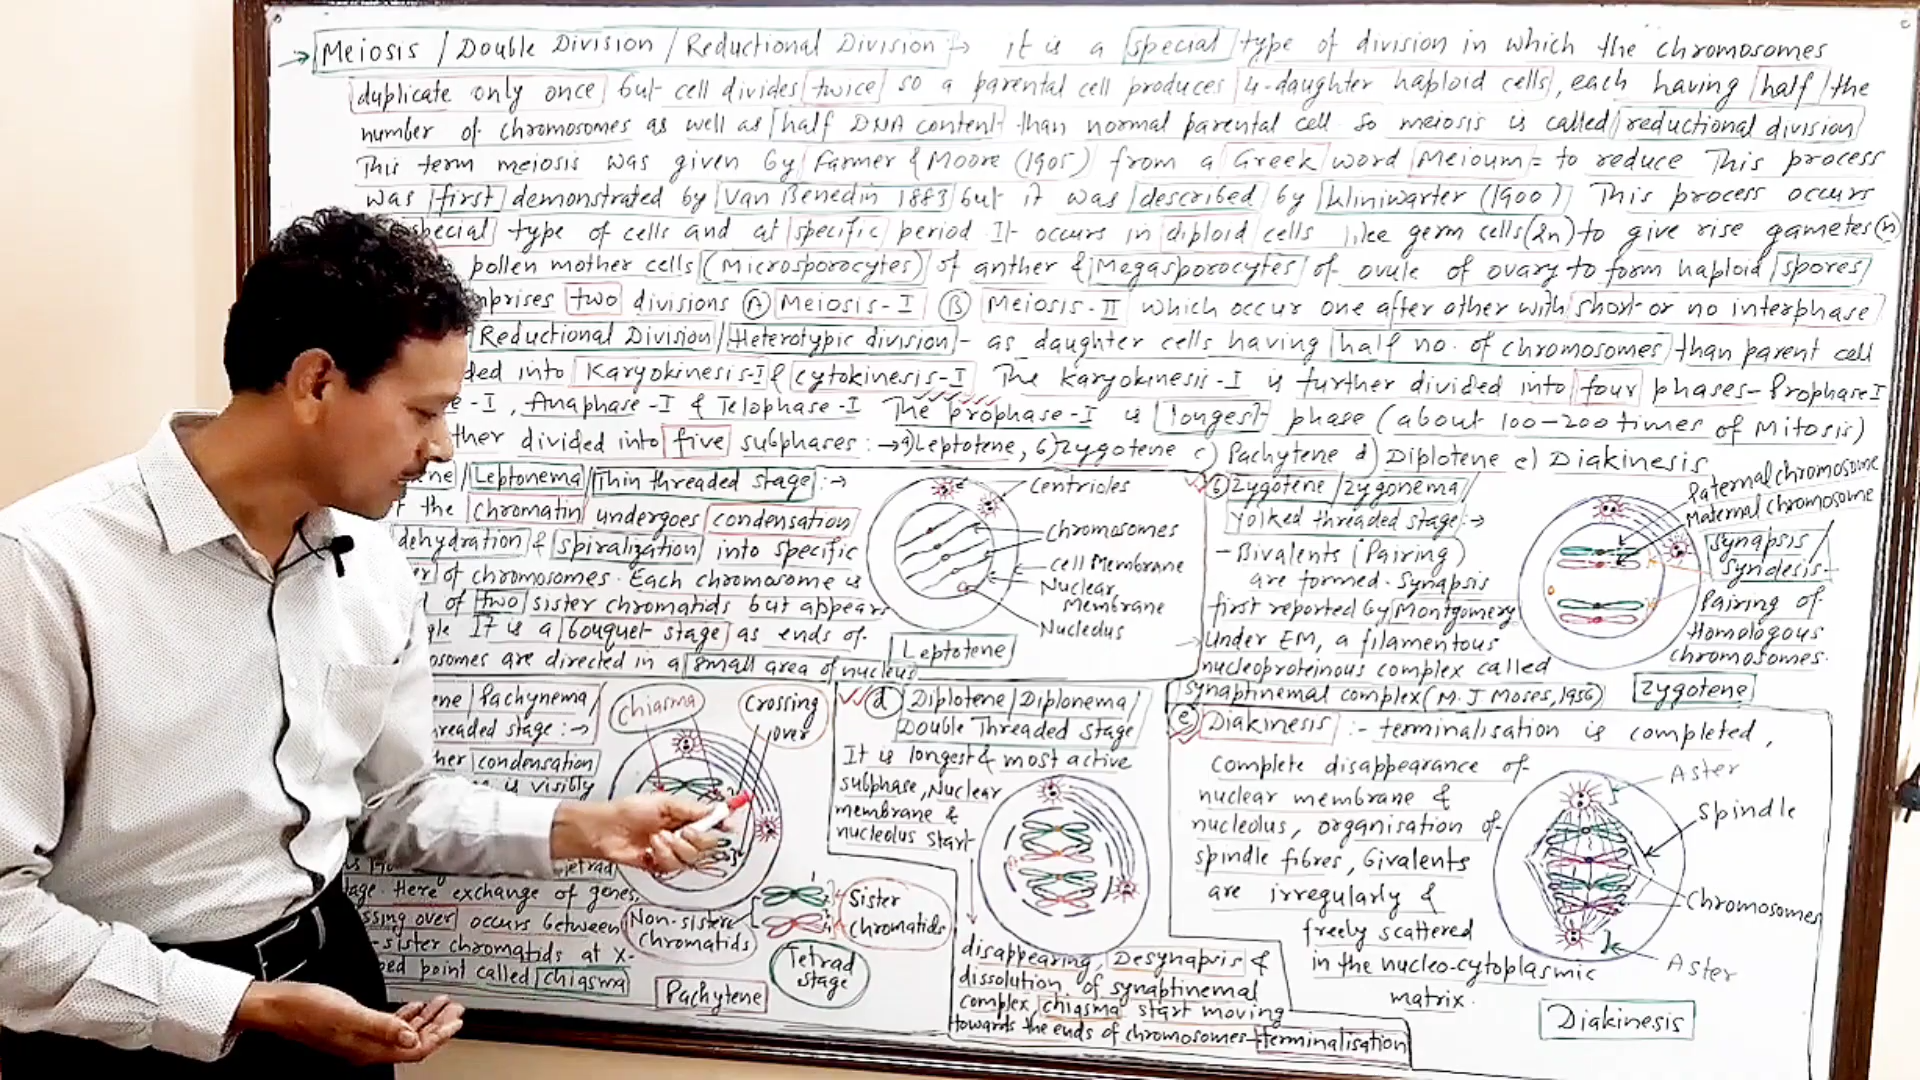 → Meiosis / Double Division / Reductional Division → it is a special type of division in which the chromosomes
duplicate only once but cell divides twice so a parental cell produces 4-daughter haploid cells, each having half the
number of chromosomes as well as half DNA content than normal parental cell. So meiosis is called reductional division
This term meiosis was given by Farmer & Moore (1905) from a Greek word Meioum = to reduce This process
was first demonstrated by Van Benedin 1883 but it was described by Winiwarter (1900) This process occurs
special type of cells and at specific period It occurs in diploid cells like germ cells (2n) to give rise gametes (n)
pollen mother cells (Microsporocytes) of anther & Megasporocytes of ovule of ovary to form haploid spores
two divisions Ⓐ Meiosis-I Ⓑ Meiosis-II which occur one after other with short or no interphase
Reductional Division / Heterotypic division - as daughter cells having half no. of chromosomes than parent cell
into Karyokinesis-I & Cytokinesis-I The Karyokinesis-I is further divided into four phases - Prophase I
-I, Anaphase-I & Telophase-I The prophase-I is longest phase (about 100-200 times of Mitosis)
divided into five subphases: → a) Leptotene, b) Zygotene c) Pachytene d) Diplotene e) Diakinesis
/ Leptonema / Thin threaded stage :→
the chromatin undergoes condensation
dehydration & spiralization into specific
of chromosomes. Each chromosome is
of two sister chromatids but appears
It is a bouquet stage as ends of
are directed in a small area of nucleus
Centrioles
Chromosomes
Cell Membrane
Nuclear
Membrane
Nucleolus
Leptotene
b) Zygotene / Zygonema /
Yolked threaded stage :→
- Bivalents (Pairing)
are formed. Synapsis
first reported by Montgomery
Under EM, a filamentous
nucleoproteinous complex called
synaptinemal complex (M. J Moses, 1956)
Paternal chromosome
Maternal chromosome
Synapsis /
Syndesis -
Pairing of
Homologous
chromosomes.
Zygotene
/ Pachynema /
stage :→
condensation
is visibly
Here exchange of genes,
occurs between Non-sister
Chromatids
-sister chromatids at X-
point called chiasma
Chiasma
Crossing
over
Sister
Chromatids
Tetrad
stage
Pachytene
d Diplotene / Diplonema /
Double Threaded Stage
It is longest & most active
subphase, Nuclear
membrane &
nucleolus start
disappearing, Desynapsis &
dissolution of synaptinemal
complex, chiasma start moving
towards the ends of chromosomes - terminalisation
e Diakinesis :- terminalisation is completed,
Complete disappearance of
nuclear membrane &
nucleolus, organisation of
spindle fibres, bivalents
are irregularly &
freely scattered
in the nucleo-cytoplasmic
matrix.
Aster
Spindle
Chromosomes
Aster
Diakinesis